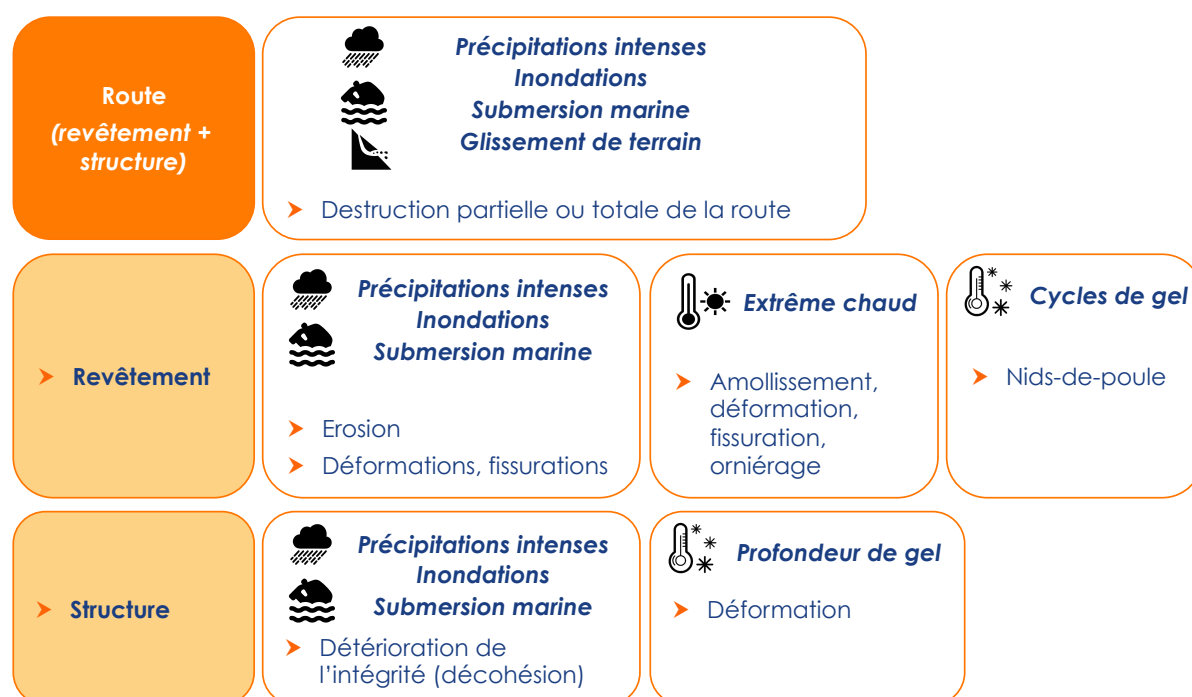 Route
(revêtement +
structure)
Précipitations intenses
Inondations
Submersion marine
Glissement de terrain
Destruction partielle ou totale de la route
Revêtement
Précipitations intenses
Inondations
Submersion marine
Erosion
Déformations, fissurations
Extrême chaud
Amollissement,
déformation,
fissuration,
orniérage
Cycles de gel
Nids-de-poule
Structure
Précipitations intenses
Inondations
Submersion marine
Détérioration de
l'intégrité (décohésion)
Profondeur de gel
Déformation